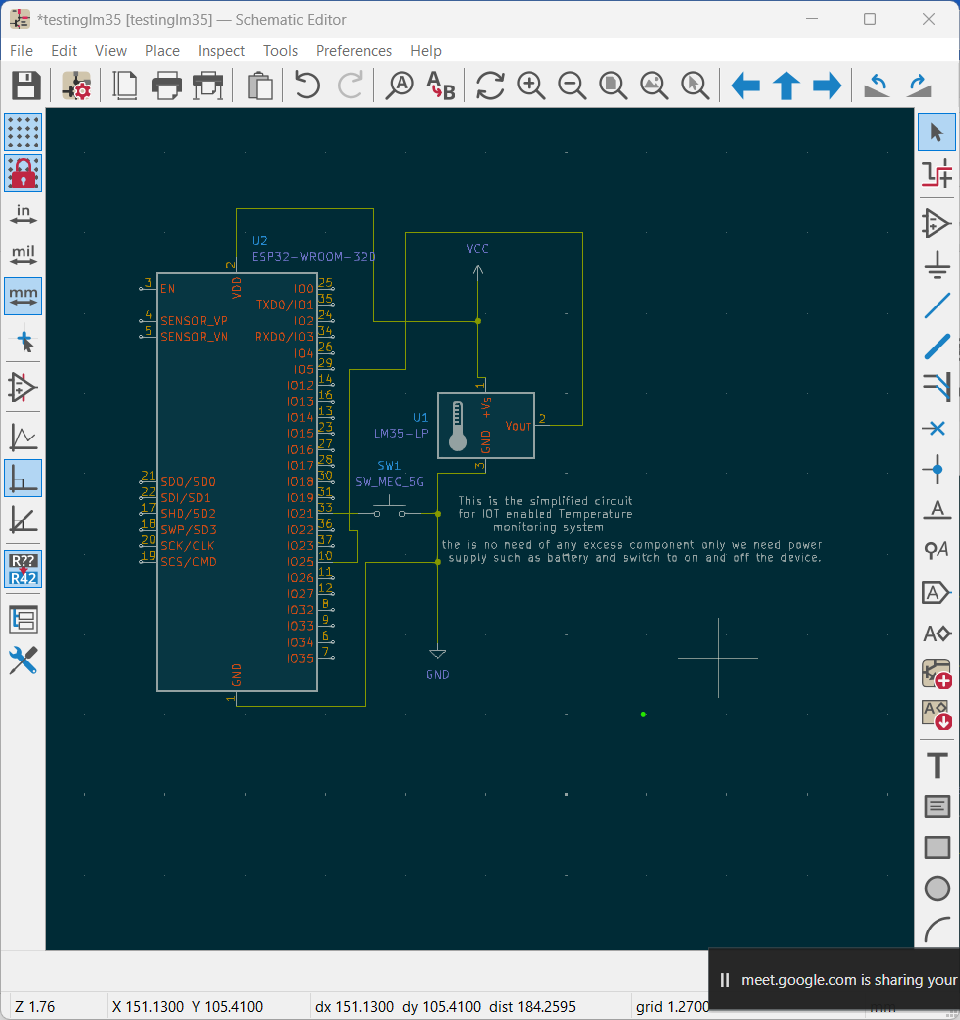 *testinglm35 [testinglm35] — Schematic Editor
File Edit View Place Inspect Tools Preferences Help
in
mil
mm
R??
R42
U2
ESP32-WROOM-32D
VCC
2
VDD
3 EN
4 SENSOR_VP
5 SENSOR_VN
IO0 25
TXD0/IO1 35
IO2 24
RXD0/IO3 34
IO4 26
IO5 29
IO12 14
IO13 16
IO14 13
IO15 23
IO16 27
IO17 28
IO18 30
IO19 31
IO21 33
IO22 36
IO23 37
IO25 10
IO26 11
IO27 12
IO32 8
IO33 9
IO34 6
IO35 7
21 SDO/SD0
22 SDI/SD1
17 SHD/SD2
18 SWP/SD3
20 SCK/CLK
19 SCS/CMD
GND
1
U1
LM35-LP
1
+Vs
VOUT 2
GND
3
SW1
SW_MEC_5G
This is the simplified circuit
for IOT enabled Temperature
monitoring system
the is no need of any excess component only we need power
supply such as battery and switch to on and off the device.
GND
meet.google.com is sharing your
Z 1.76 X 151.1300 Y 105.4100 dx 151.1300 dy 105.4100 dist 184.2595 grid 1.2700 mm